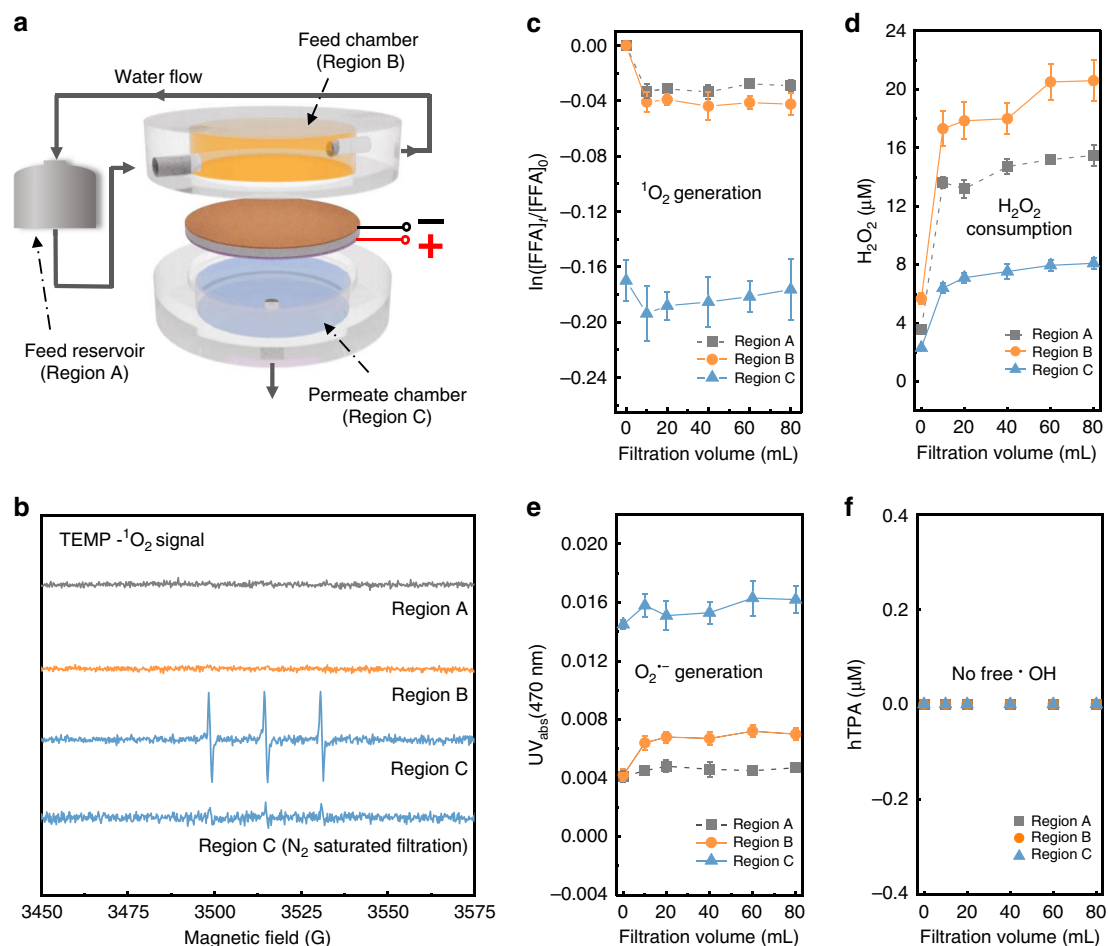 a
Feed chamber
(Region B)
Water flow
−
+
Feed reservoir
(Region A)
Permeate chamber
(Region C)
b
TEMP -¹O₂ signal
Region A
Region B
Region C
Region C (N₂ saturated filtration)
3450 3475 3500 3525 3550 3575
Magnetic field (G)
c
0.00
−0.04
−0.08
−0.12
−0.16
−0.20
−0.24
ln([FFA]ₜ/[FFA]₀)
¹O₂ generation
Region A
Region B
Region C
0 20 40 60 80
Filtration volume (mL)
d
24
20
16
12
8
4
0
H₂O₂ (μM)
H₂O₂
consumption
Region A
Region B
Region C
0 20 40 60 80
Filtration volume (mL)
e
0.020
0.016
0.012
0.008
0.004
0.000
−0.004
UVabs(470 nm)
O₂•− generation
Region A
Region B
Region C
0 20 40 60 80
Filtration volume (mL)
f
0.4
0.2
0.0
−0.2
−0.4
hTPA (μM)
No free · OH
Region A
Region B
Region C
0 20 40 60 80
Filtration volume (mL)